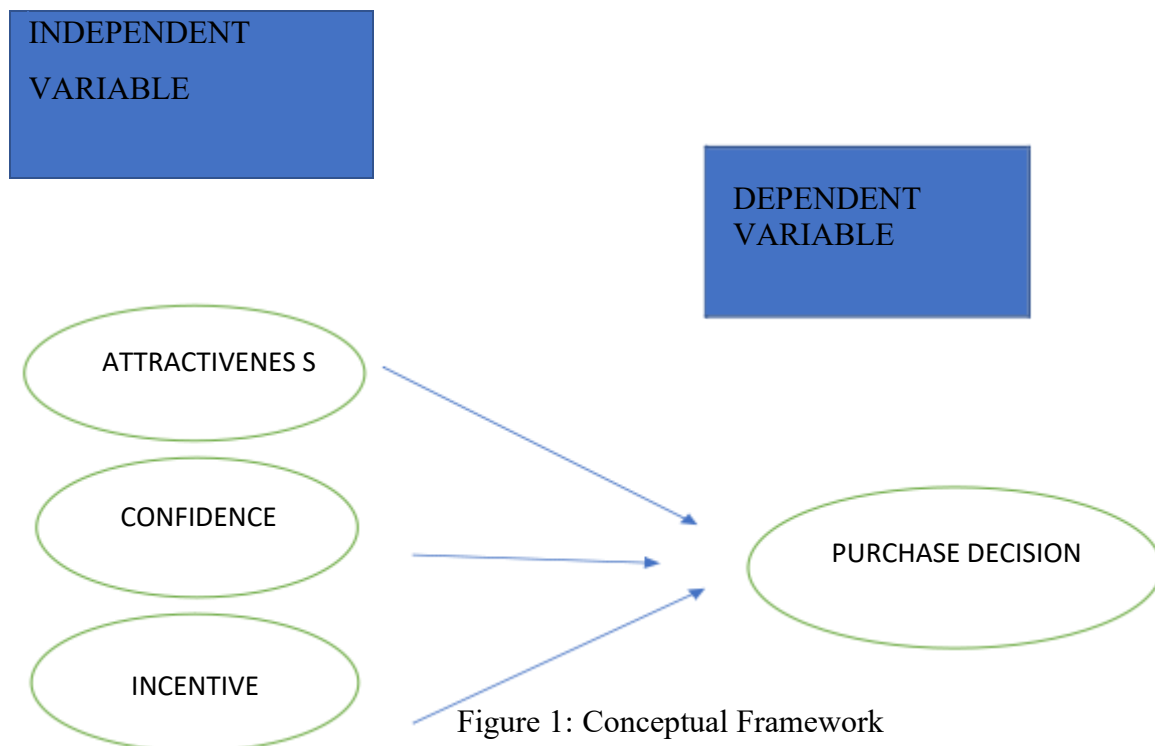 INDEPENDENT
VARIABLE
DEPENDENT
VARIABLE
ATTRACTIVENES S
CONFIDENCE
PURCHASE DECISION
INCENTIVE
Figure 1: Conceptual Framework